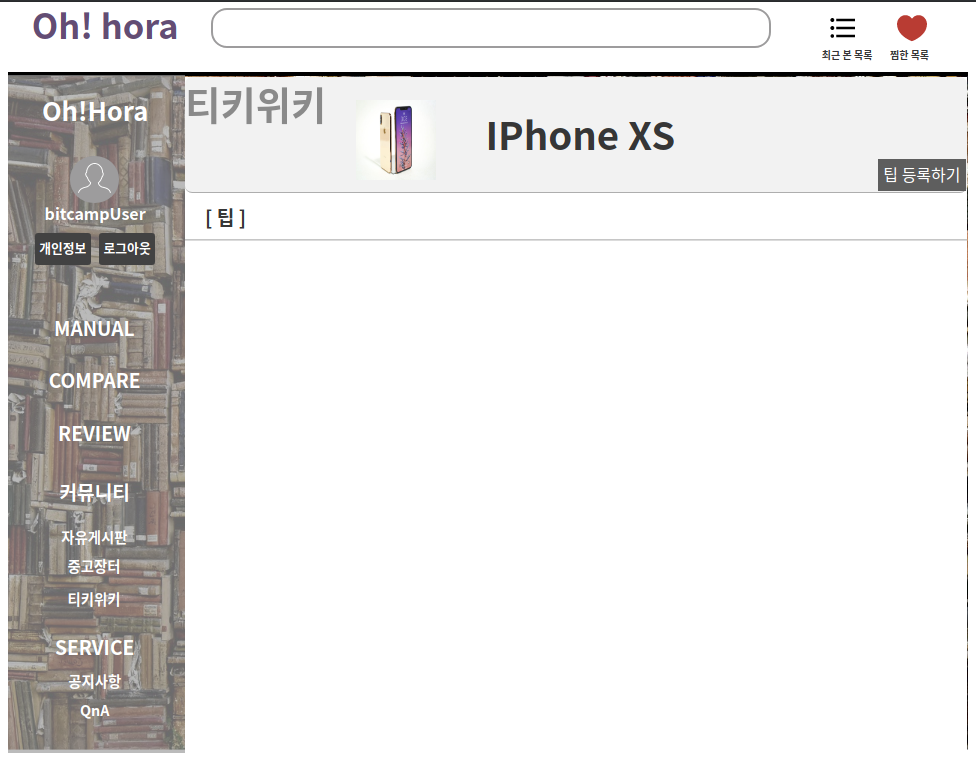 Oh! hora
최근 본 목록
찜한 목록
Oh!Hora
bitcampUser
개인정보
로그아웃
MANUAL
COMPARE
REVIEW
커뮤니티
자유게시판
중고장터
티키위키
SERVICE
공지사항
QnA
티키위키
IPhone XS
팁 등록하기
[ 팁 ]